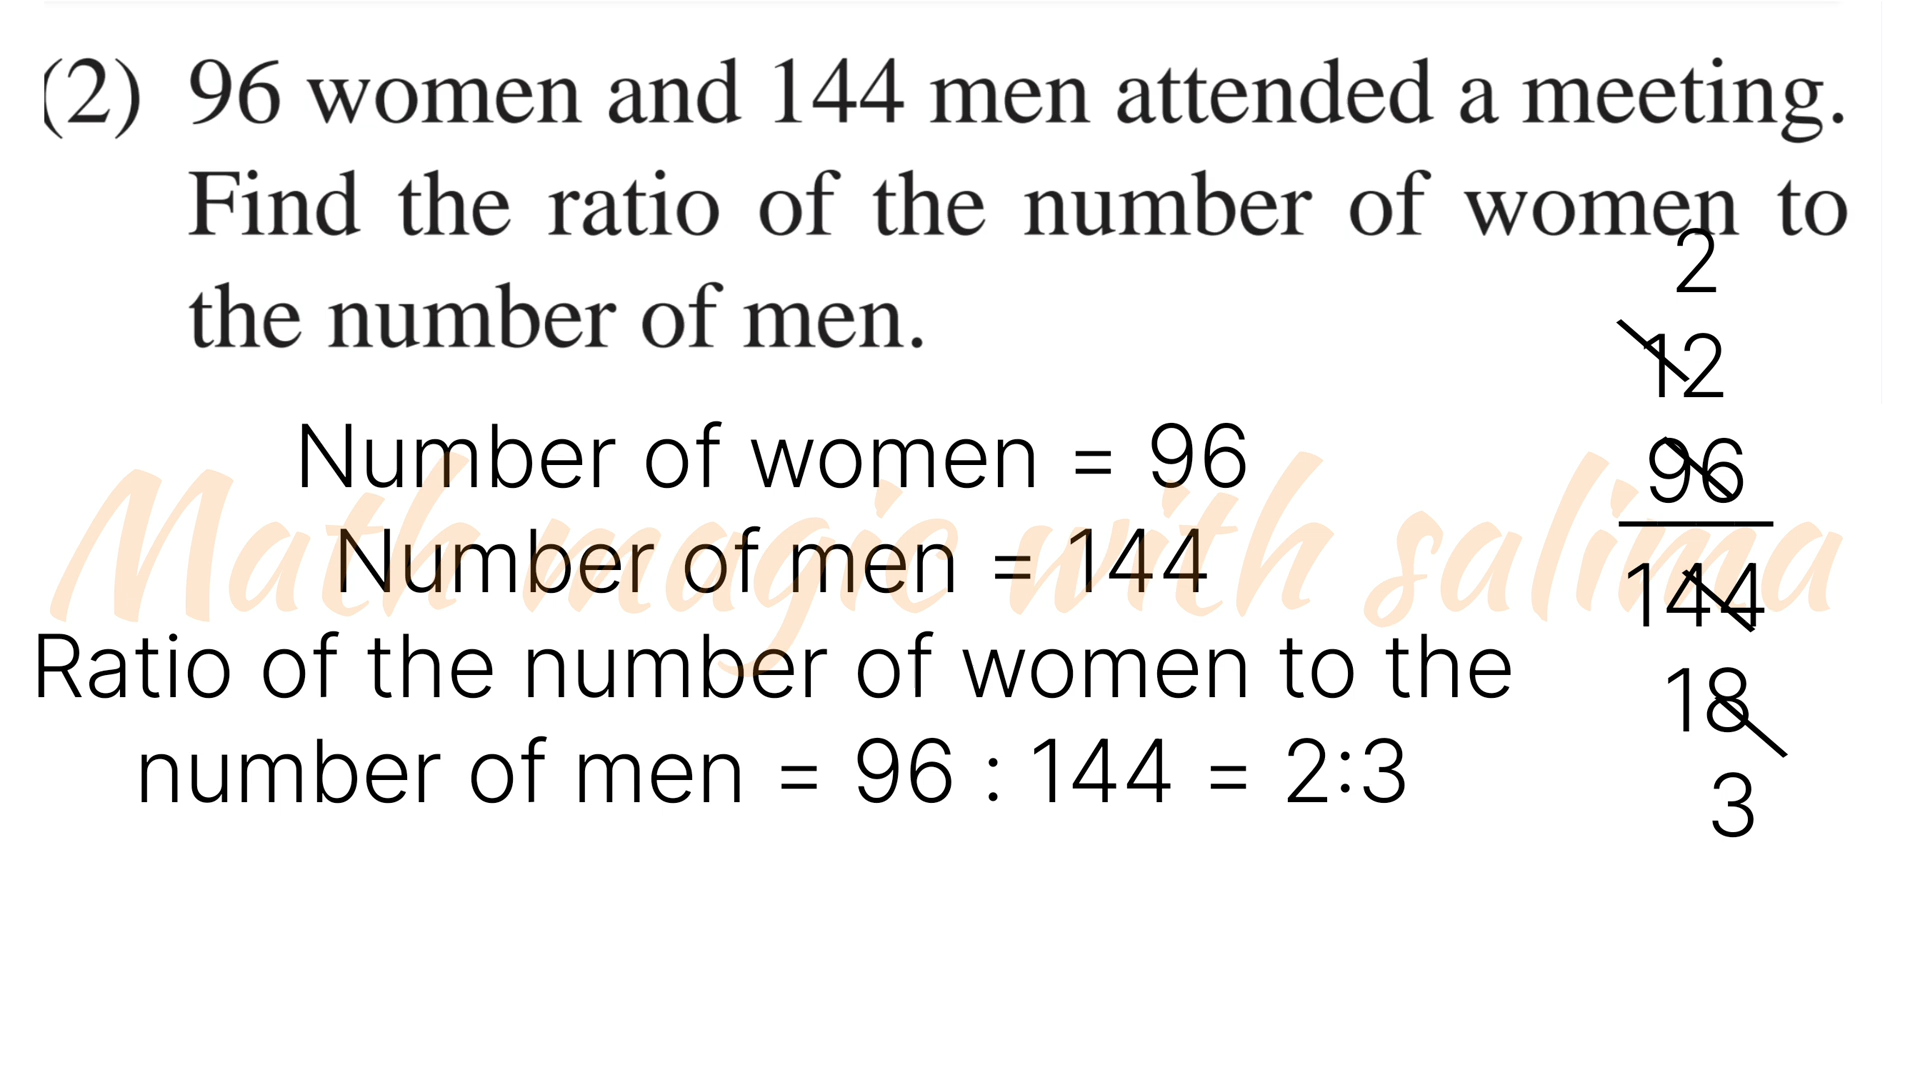 (2) 96 women and 144 men attended a meeting.
Find the ratio of the number of women to
the number of men.
2
12
96
144
18
3
Number of women = 96
Number of men = 144
Ratio of the number of women to the
number of men = 96 : 144 = 2:3
Math magic with salima